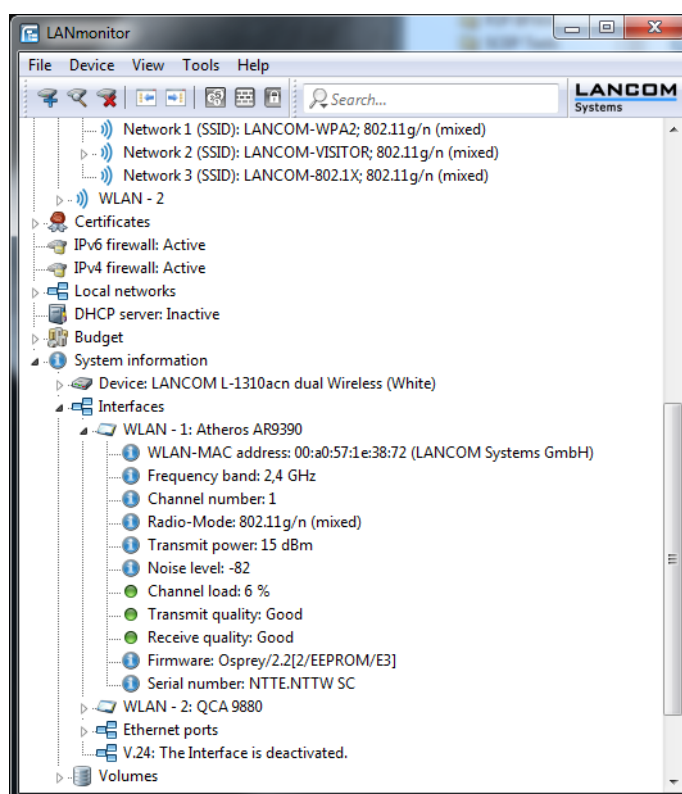 LANmonitor
File Device View Tools Help
Search...
LANCOM
Systems
Network 1 (SSID): LANCOM-WPA2; 802.11g/n (mixed)
Network 2 (SSID): LANCOM-VISITOR; 802.11g/n (mixed)
Network 3 (SSID): LANCOM-802.1X; 802.11g/n (mixed)
WLAN - 2
Certificates
IPv6 firewall: Active
IPv4 firewall: Active
Local networks
DHCP server: Inactive
Budget
System information
Device: LANCOM L-1310acn dual Wireless (White)
Interfaces
WLAN - 1: Atheros AR9390
WLAN-MAC address: 00:a0:57:1e:38:72 (LANCOM Systems GmbH)
Frequency band: 2,4 GHz
Channel number: 1
Radio-Mode: 802.11g/n (mixed)
Transmit power: 15 dBm
Noise level: -82
Channel load: 6 %
Transmit quality: Good
Receive quality: Good
Firmware: Osprey/2.2[2/EEPROM/E3]
Serial number: NTTE.NTTW SC
WLAN - 2: QCA 9880
Ethernet ports
V.24: The Interface is deactivated.
Volumes